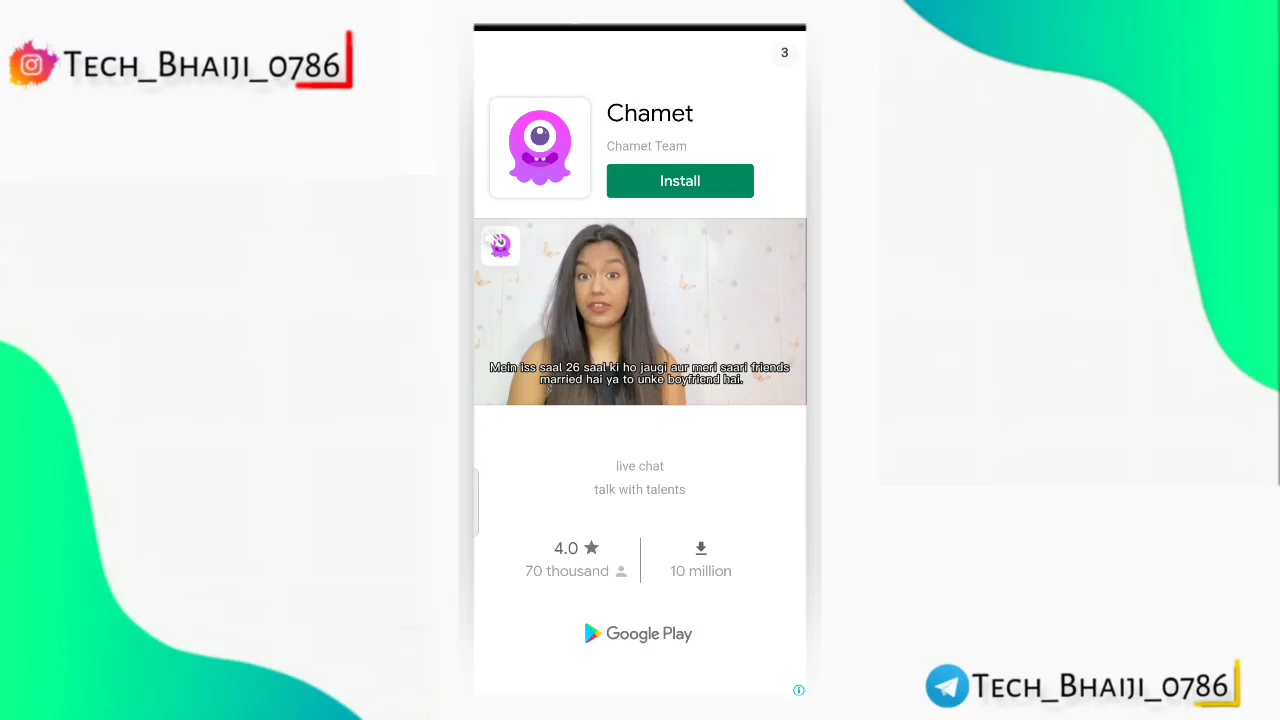 Tech_Bhaiji_0786
3
Chamet
Chamet Team
Install
Mein iss saal 26 saal ki ho jaugi aur meri saari friends
married hai ya to unke boyfriend hai.
live chat
talk with talents
4.0
70 thousand
10 million
Google Play
Tech_Bhaiji_0786